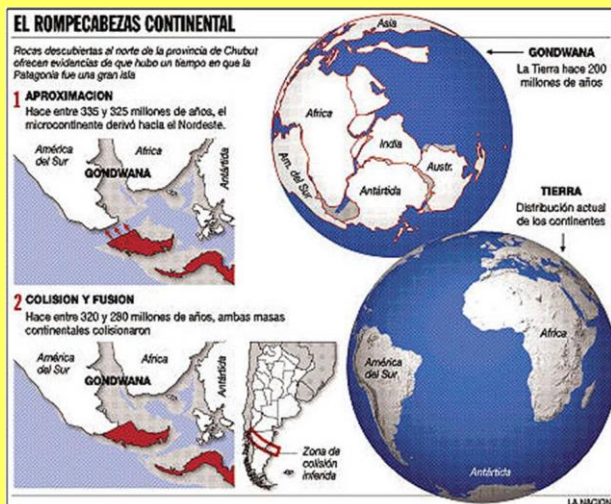 EL ROMPECABEZAS CONTINENTAL
Rocas descubiertas al norte de la provincia de Chubut
ofrecen evidencias de que hubo un tiempo en que la
Patagonia fue una gran isla
1 APROXIMACION
Hace entre 335 y 325 millones de años, el
microcontinente derivó hacia el Nordeste.
América
del Sur
Africa
Antártida
GONDWANA
2 COLISION Y FUSION
Hace entre 320 y 280 millones de años, ambas masas
continentales colisionaron
América
del Sur
Africa
Antártida
GONDWANA
Zona de
colisión
inferida
Asia
Africa
India
Austr.
Am. del Sur
Antártida
GONDWANA
La Tierra hace 200
millones de años
TIERRA
Distribución actual
de los continentes
Africa
América
del Sur
Antártida
LA NACION